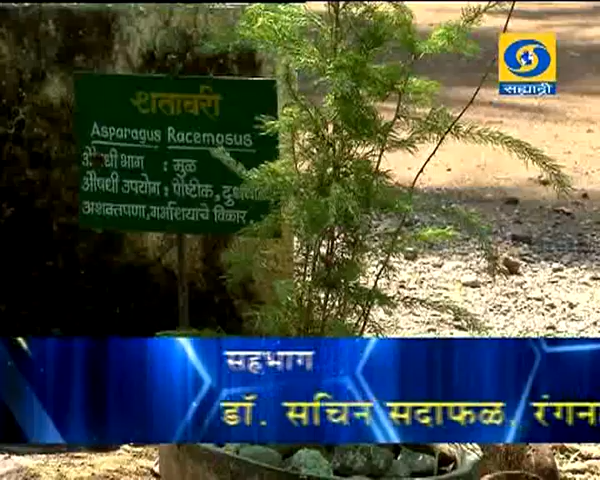 सह्याद्री
शतावरी
Asparagus Racemosus
औषधी भाग : मुळ
औषधी उपयोग : पौष्टीक,
अशक्तपणा, गर्भाशयाचे विकार,
सहभाग
डॉ. सचिन सदाफळ, रंगना